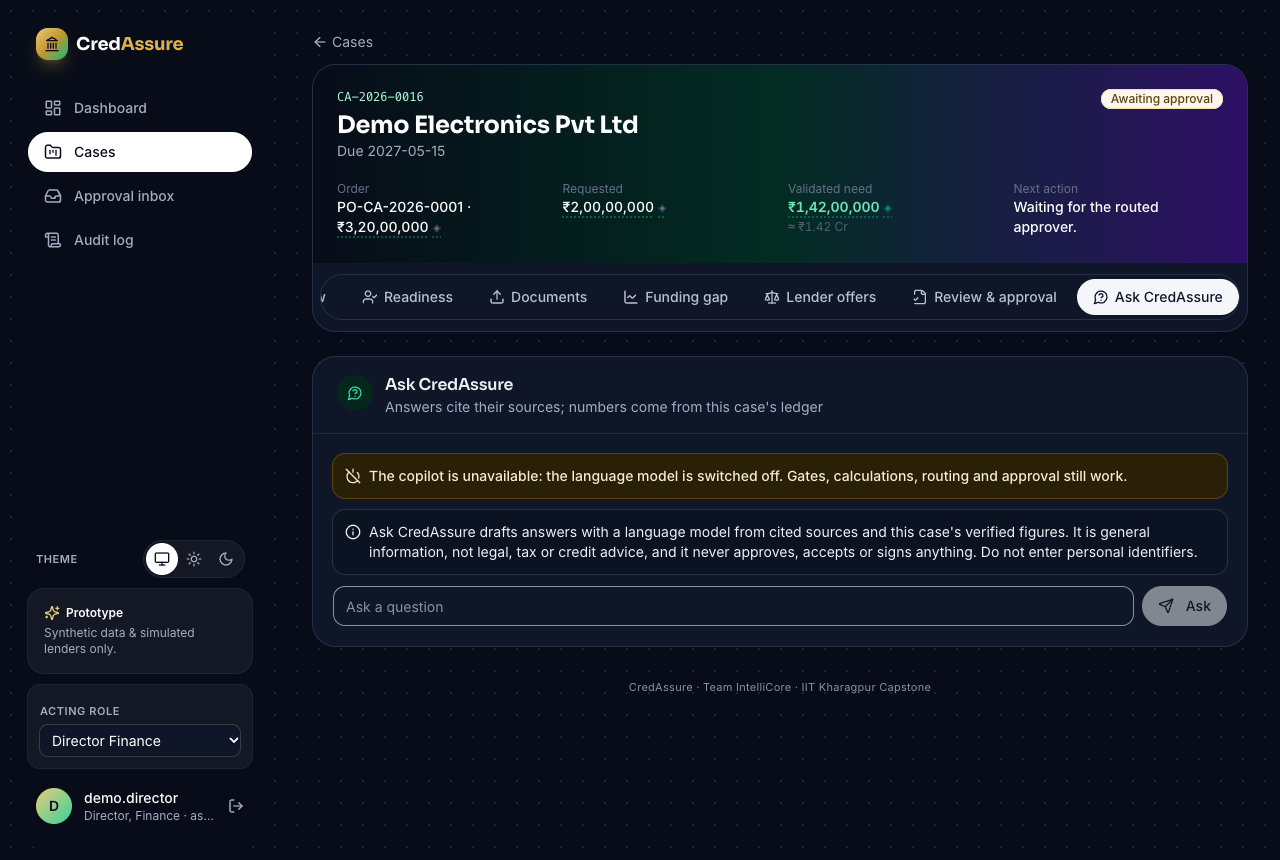 CredAssure
Dashboard
Cases
Approval inbox
Audit log
THEME
Prototype
Synthetic data & simulated
lenders only.
ACTING ROLE
Director Finance
D
demo.director
Director, Finance · as…
Cases
CA-2026-0016
Awaiting approval
Demo Electronics Pvt Ltd
Due 2027-05-15
Order
PO-CA-2026-0001 ·
₹3,20,00,000
Requested
₹2,00,00,000
Validated need
₹1,42,00,000
≈ ₹1.42 Cr
Next action
Waiting for the routed
approver.
Readiness
Documents
Funding gap
Lender offers
Review & approval
Ask CredAssure
Ask CredAssure
Answers cite their sources; numbers come from this case's ledger
The copilot is unavailable: the language model is switched off. Gates, calculations, routing and approval still work.
Ask CredAssure drafts answers with a language model from cited sources and this case's verified figures. It is general
information, not legal, tax or credit advice, and it never approves, accepts or signs anything. Do not enter personal identifiers.
Ask a question
Ask
CredAssure · Team IntelliCore · IIT Kharagpur Capstone